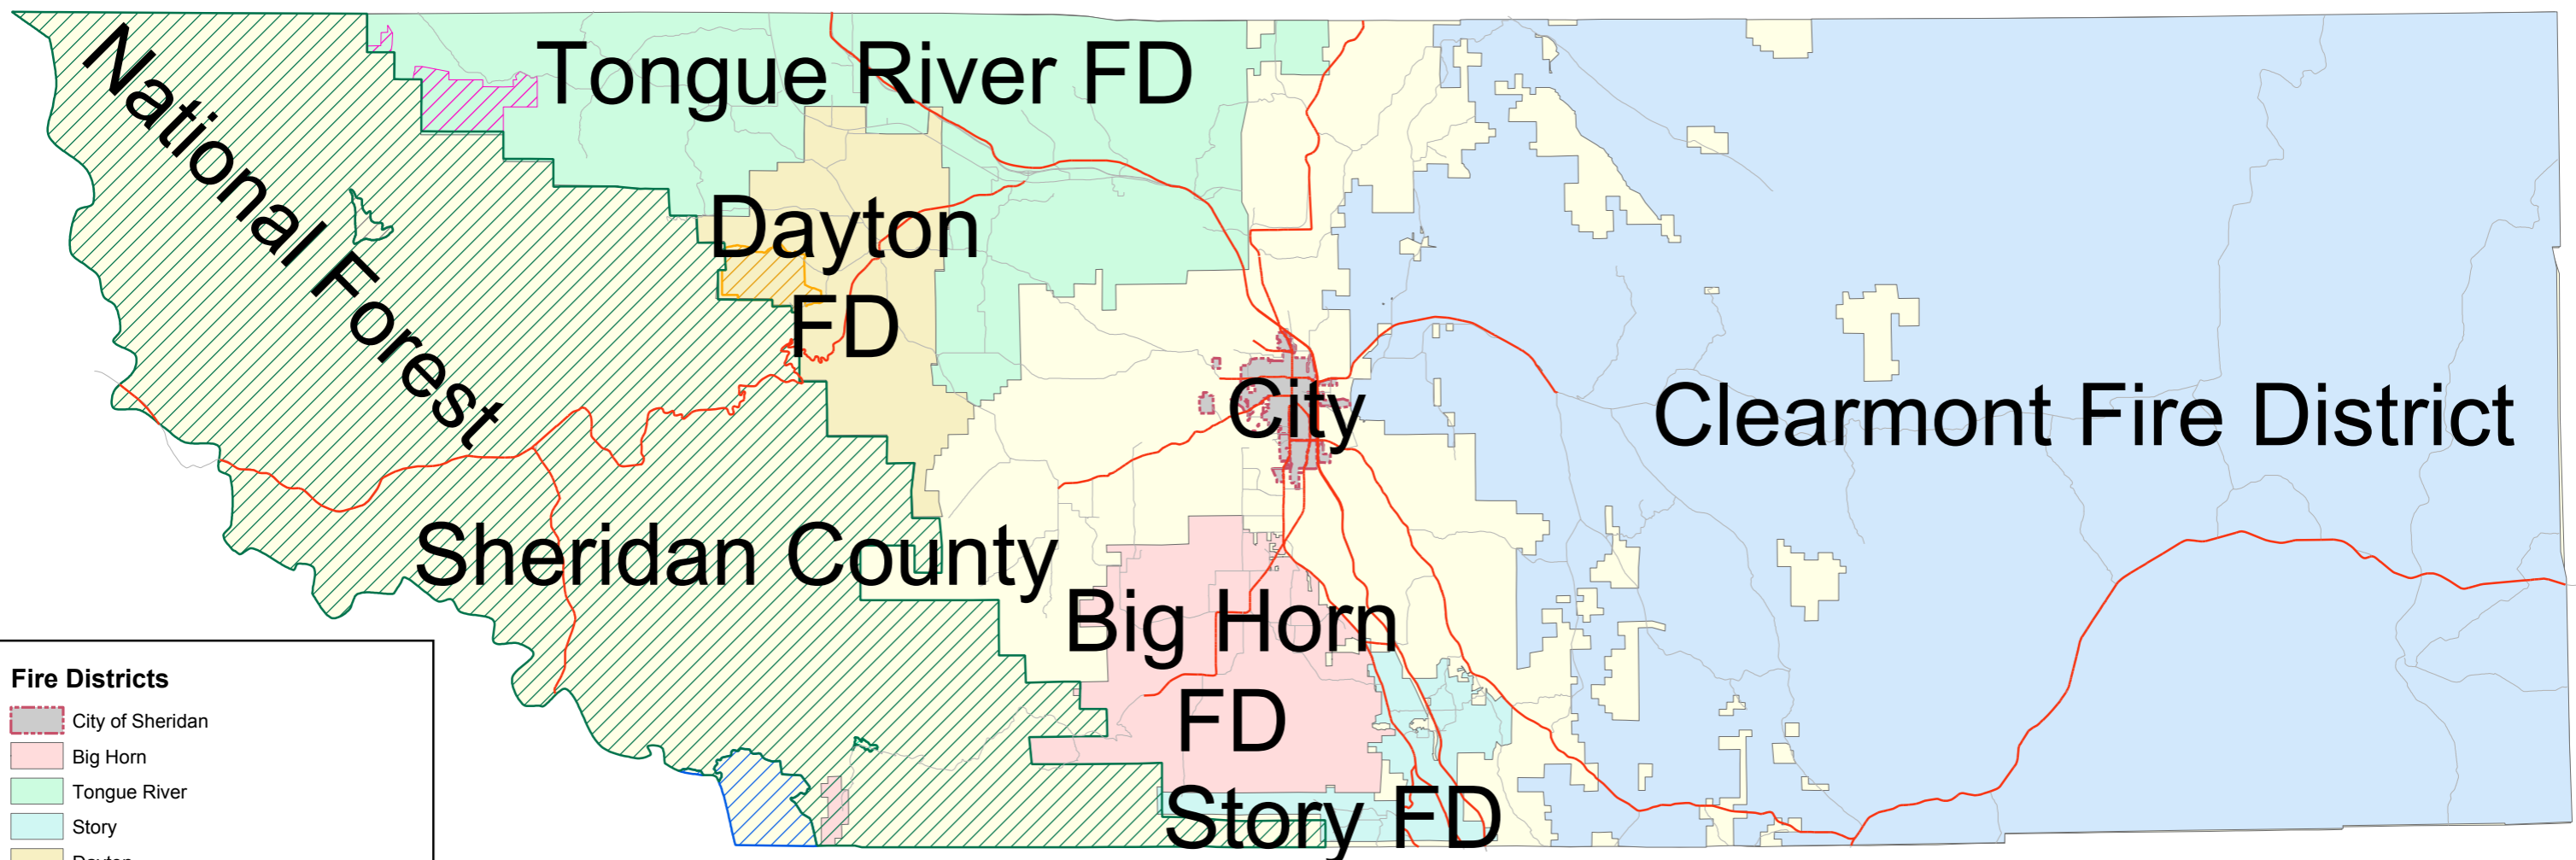 National Forest
Tongue River FD
Dayton
FD
City
Clearmont Fire District
Sheridan County
Big Horn
FD
Story FD
Fire Districts
City of Sheridan
Big Horn
Tongue River
Story
Dayton